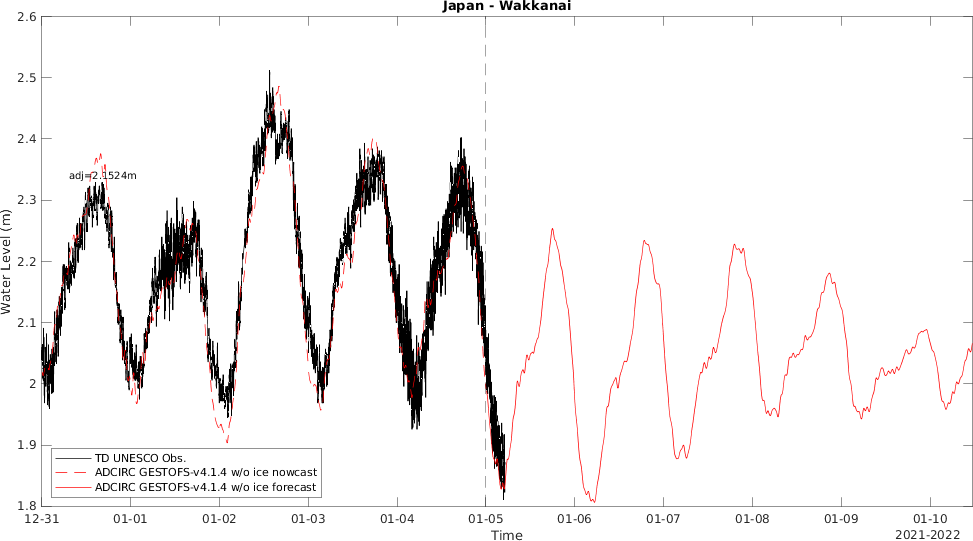 Japan - Wakkanai
2.6
2.5
2.4
2.3
2.2
2.1
2
1.9
1.8
Water Level (m)
adj=2.1524m
TD UNESCO Obs.
ADCIRC GESTOFS-v4.1.4 w/o ice nowcast
ADCIRC GESTOFS-v4.1.4 w/o ice forecast
12-31 01-01 01-02 01-03 01-04 01-05 01-06 01-07 01-08 01-09 01-10
Time
2021-2022